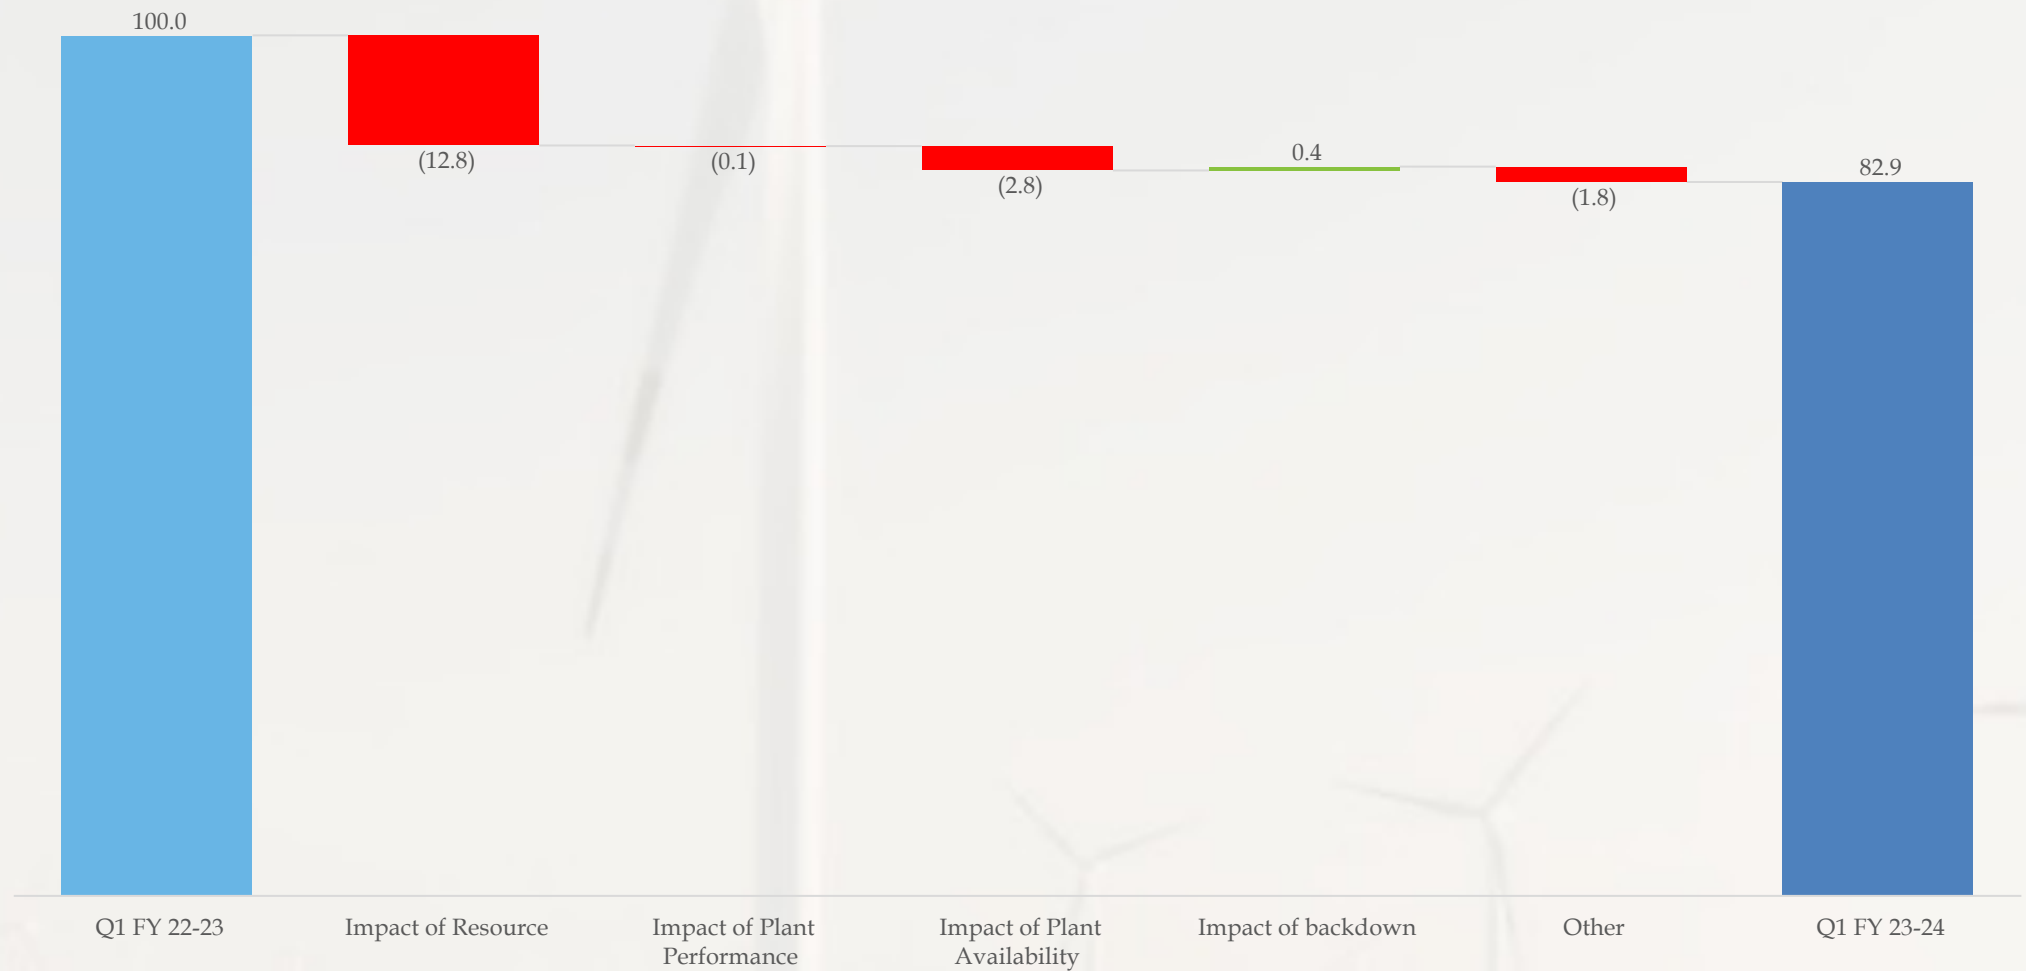 100.0
(12.8)
(0.1)
(2.8)
0.4
(1.8)
82.9
Q1 FY 22-23
Impact of Resource
Impact of Plant
Performance
Impact of Plant
Availability
Impact of backdown
Other
Q1 FY 23-24